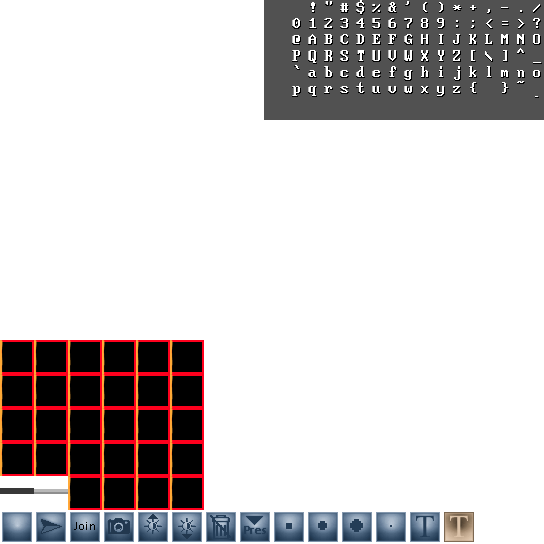 ! " # $ % & ' ( ) * + , - . /
0 1 2 3 4 5 6 7 8 9 : ; < = > ?
@ A B C D E F G H I J K L M N O
P Q R S T U V W X Y Z [ \ ] ^ _
` a b c d e f g h i j k l m n o
p q r s t u v w x y z { } ~
Join
Pres
T
T